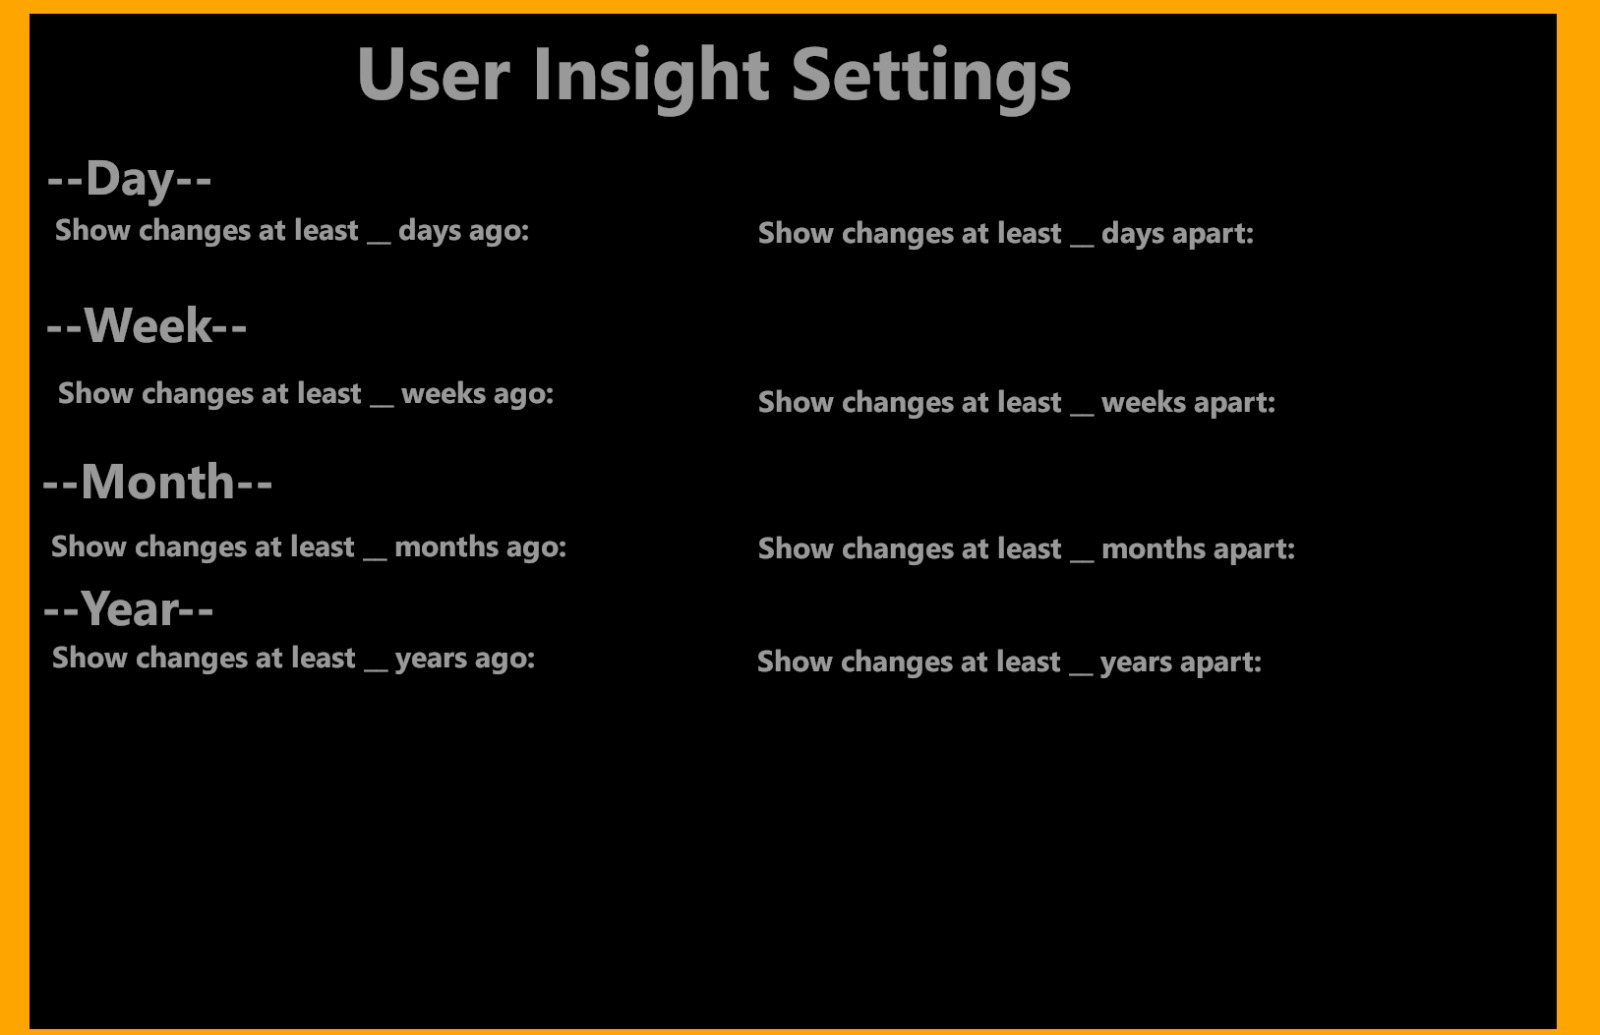 User Insight Settings
--Day--
Show changes at least __ days ago:
Show changes at least __ days apart:
--Week--
Show changes at least __ weeks ago:
Show changes at least __ weeks apart:
--Month--
Show changes at least __ months ago:
Show changes at least __ months apart:
--Year--
Show changes at least __ years ago:
Show changes at least __ years apart: